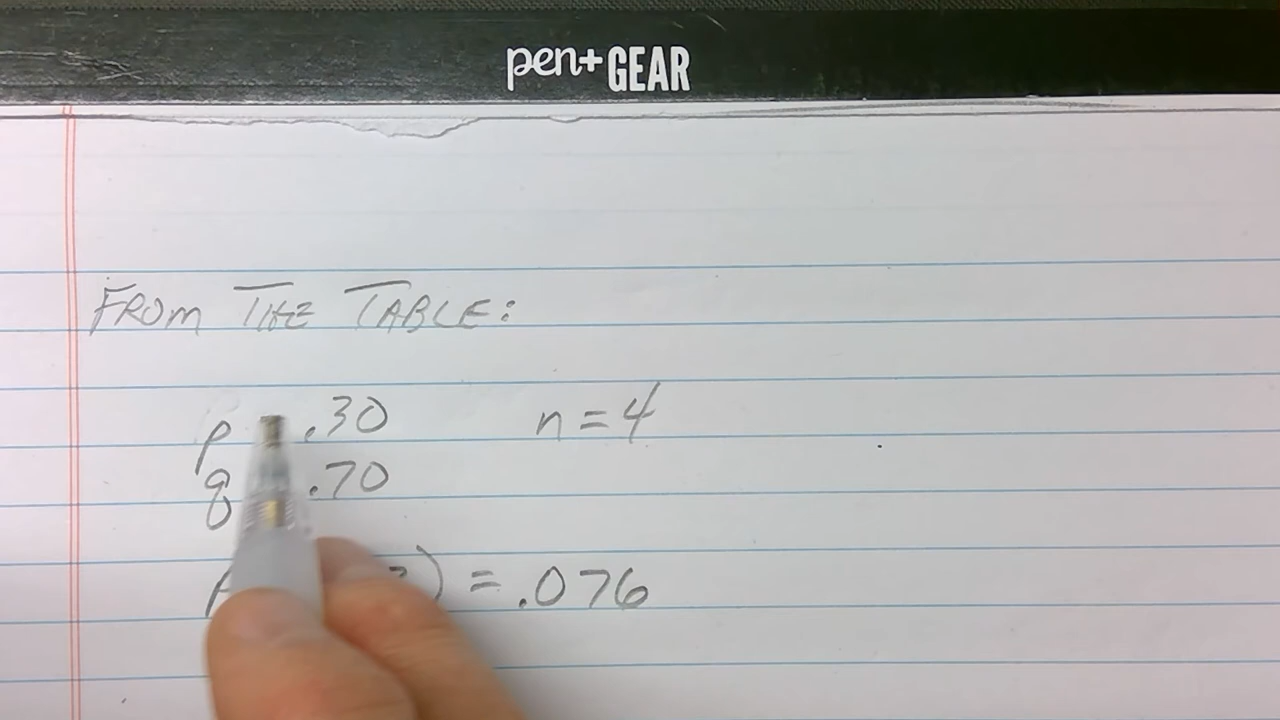 pen+GEAR
FROM THE TABLE:
p .30 n = 4
q .70
) = .076